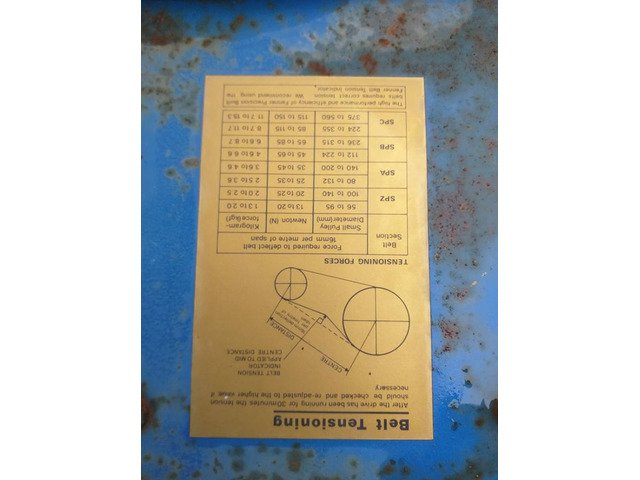 Belt Tensioning
After the drive has been running for 30minutes the tension
should be checked and re-adjusted to the higher value if
necessary
BELT TENSION
INDICATOR
APPLIED TO MID
CENTRE DISTANCE
CENTRE
DISTANCE
16mm deflection
per metre of
span
TENSIONING FORCES
Belt Section Force required to deflect belt
16mm per metre of span
Small Pulley Diameter(mm) Newton (N) Kilogram-force(kgf)
SPZ 56 to 95 13 to 20 1.3 to 2.0
100 to 140 20 to 25 2.0 to 2.5
SPA 80 to 132 25 to 35 2.5 to 3.6
140 to 200 35 to 45 3.6 to 4.6
SPB 112 to 224 45 to 65 4.6 to 6.6
236 to 315 65 to 85 6.6 to 8.7
SPC 224 to 355 85 to 115 8.7 to 11.7
375 to 560 115 to 150 11.7 to 15.3
The high performance and efficiency of Fenner Precision Built
belts requires correct tension. We recommend using the
Fenner Belt Tension Indicator.